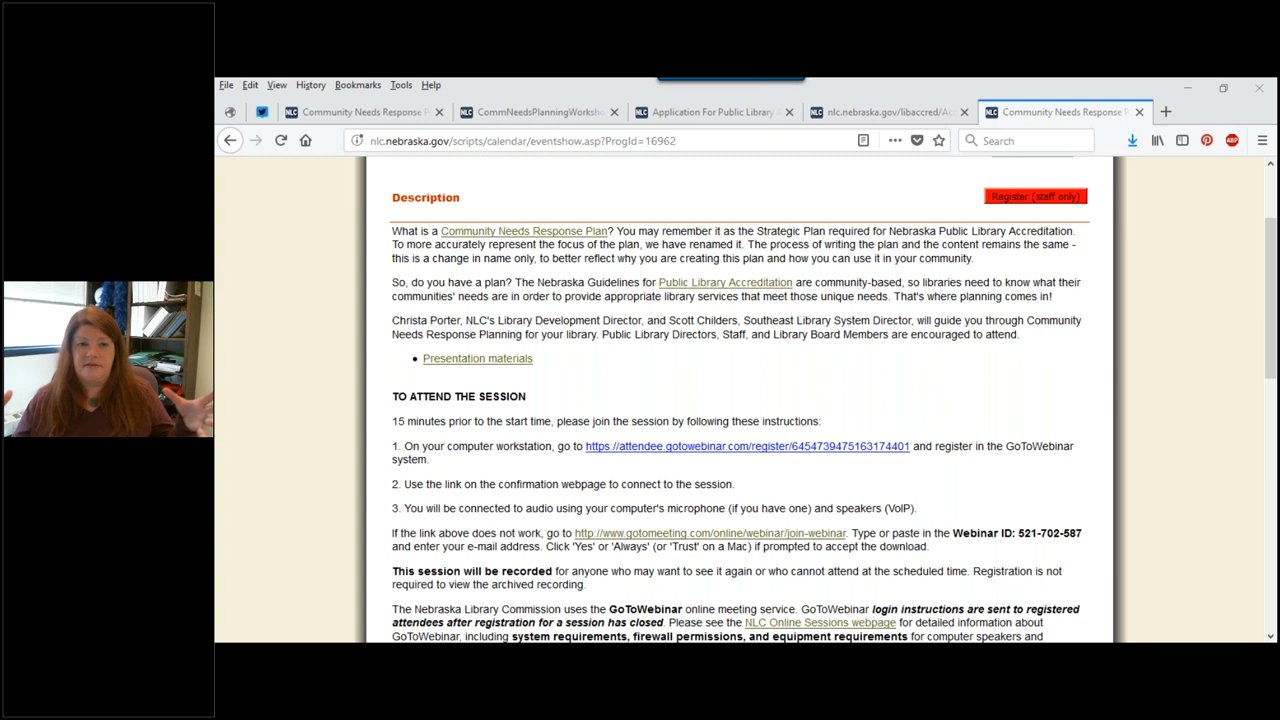 File Edit View History Bookmarks Tools Help
NLC Community Needs Response P
NLC CommNeedsPlanningWorksho
NLC Application For Public Library A
NLC nlc.nebraska.gov/libaccred/Ac
NLC Community Needs Response P
nlc.nebraska.gov/scripts/calendar/eventshow.asp?ProgId=16962
Search
ABP
Description
Register (staff only)
What is a Community Needs Response Plan? You may remember it as the Strategic Plan required for Nebraska Public Library Accreditation.
To more accurately represent the focus of the plan, we have renamed it. The process of writing the plan and the content remains the same -
this is a change in name only, to better reflect why you are creating this plan and how you can use it in your community.
So, do you have a plan? The Nebraska Guidelines for Public Library Accreditation are community-based, so libraries need to know what their
communities' needs are in order to provide appropriate library services that meet those unique needs. That's where planning comes in!
Christa Porter, NLC's Library Development Director, and Scott Childers, Southeast Library System Director, will guide you through Community
Needs Response Planning for your library. Public Library Directors, Staff, and Library Board Members are encouraged to attend.
• Presentation materials
TO ATTEND THE SESSION
15 minutes prior to the start time, please join the session by following these instructions:
1. On your computer workstation, go to https://attendee.gotowebinar.com/register/6454739475163174401 and register in the GoToWebinar
system.
2. Use the link on the confirmation webpage to connect to the session.
3. You will be connected to audio using your computer's microphone (if you have one) and speakers (VoIP).
If the link above does not work, go to http://www.gotomeeting.com/online/webinar/join-webinar. Type or paste in the Webinar ID: 521-702-587
and enter your e-mail address. Click 'Yes' or 'Always' (or 'Trust' on a Mac) if prompted to accept the download.
This session will be recorded for anyone who may want to see it again or who cannot attend at the scheduled time. Registration is not
required to view the archived recording.
The Nebraska Library Commission uses the GoToWebinar online meeting service. GoToWebinar login instructions are sent to registered
attendees after registration for a session has closed. Please see the NLC Online Sessions webpage for detailed information about
GoToWebinar, including system requirements, firewall permissions, and equipment requirements for computer speakers and